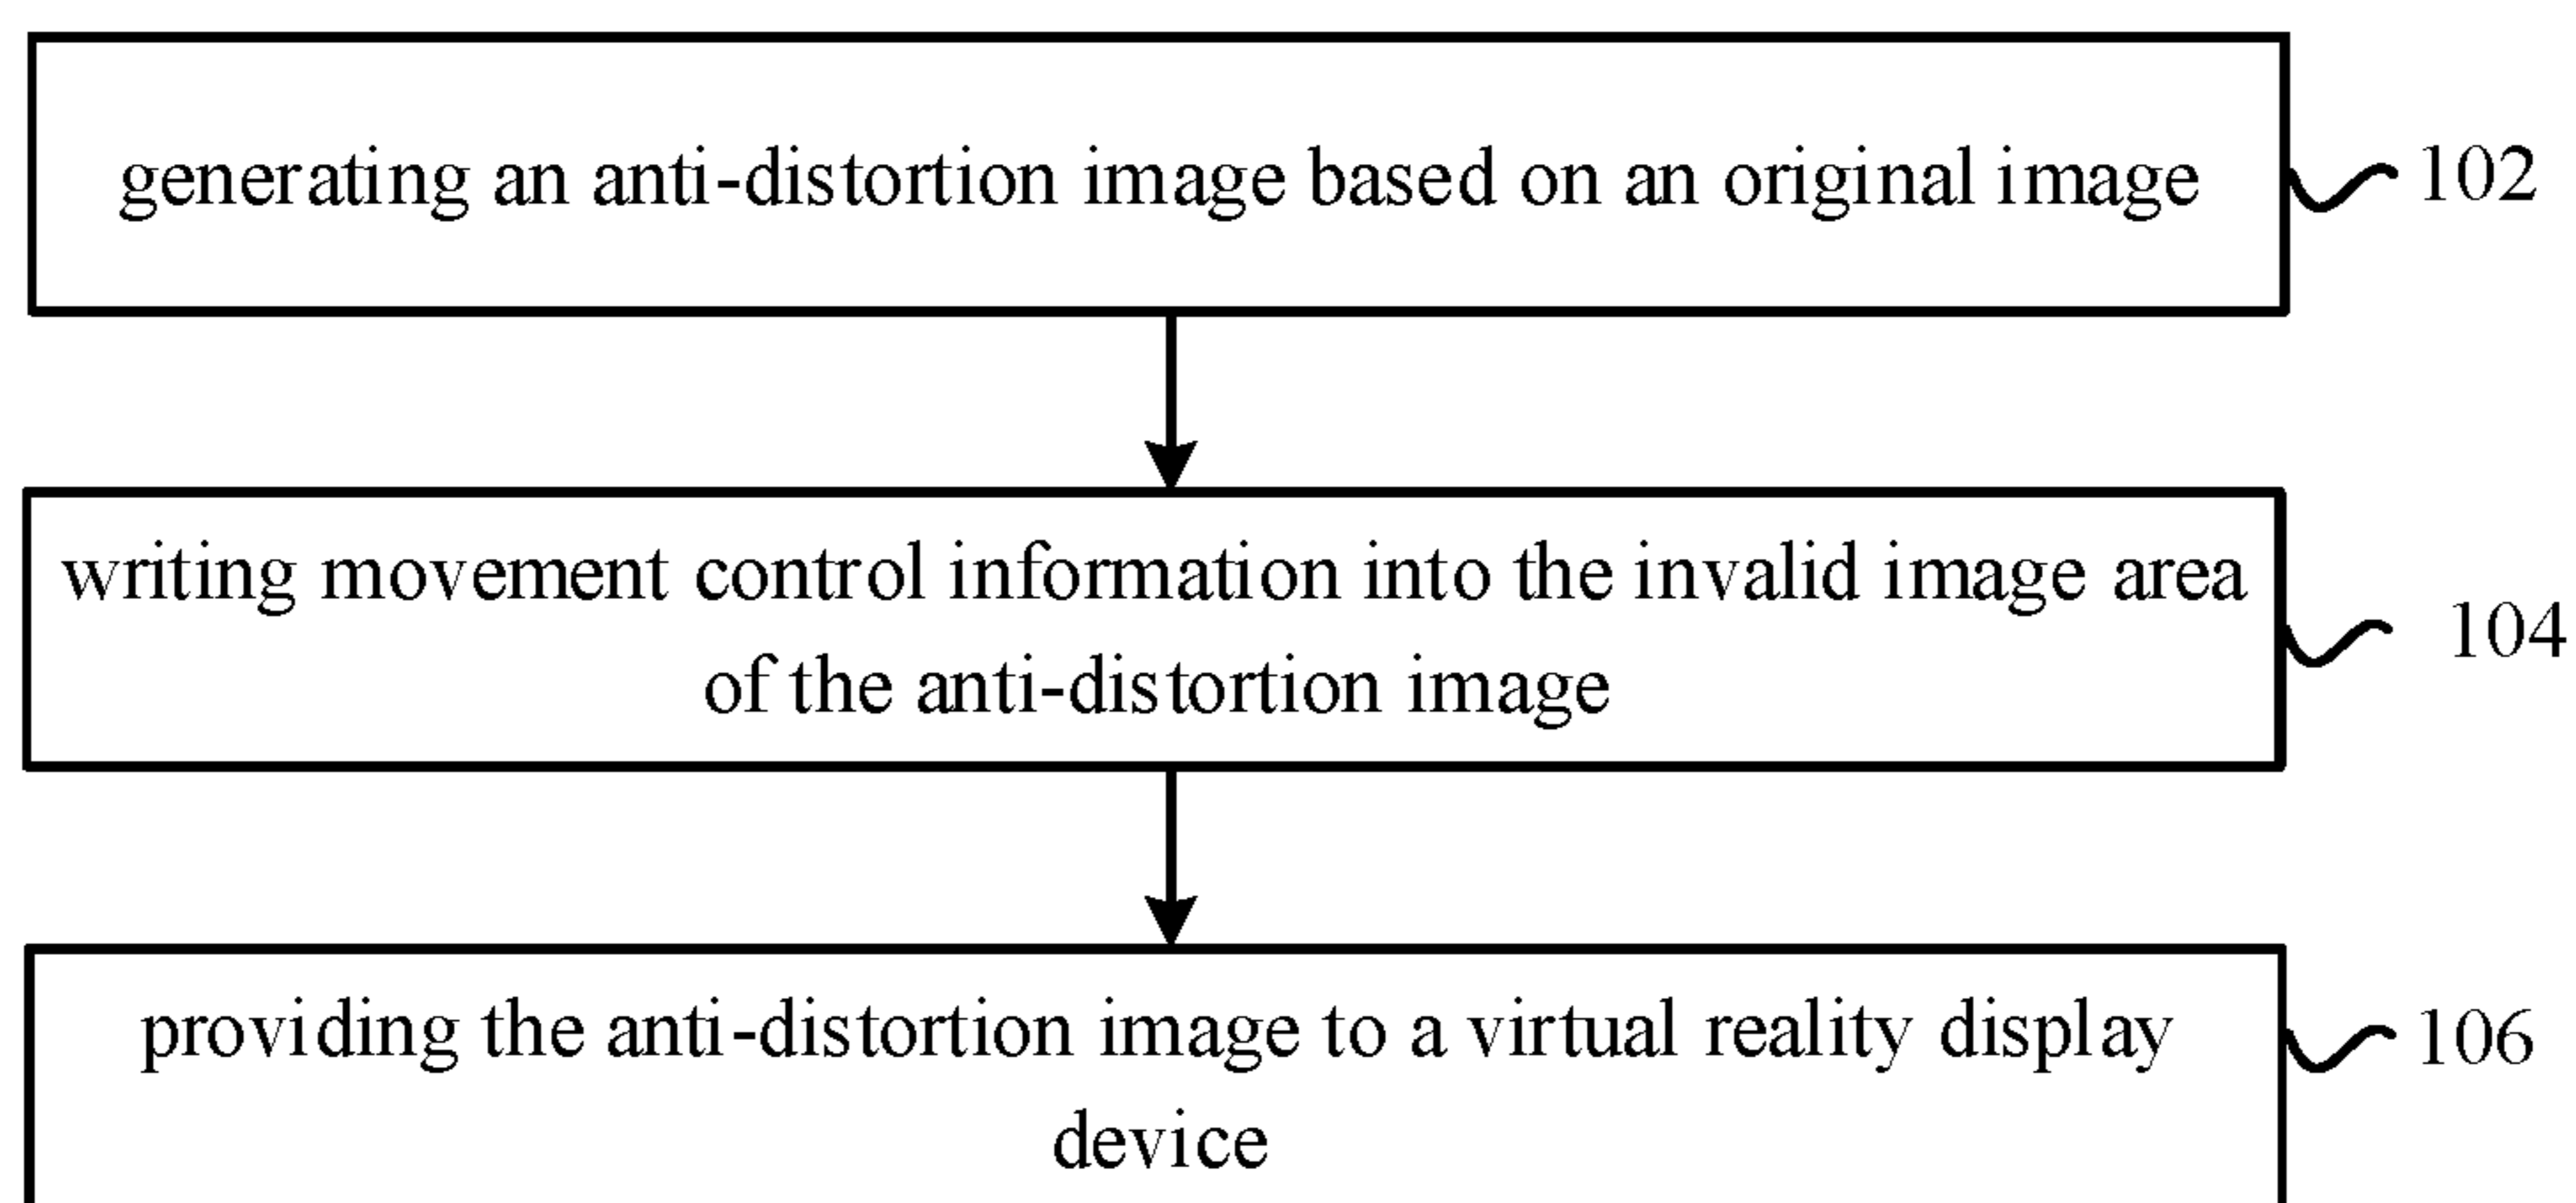 generating an anti-distortion image based on an original image
102
writing movement control information into the invalid image area
of the anti-distortion image
104
providing the anti-distortion image to a virtual reality display
device
106